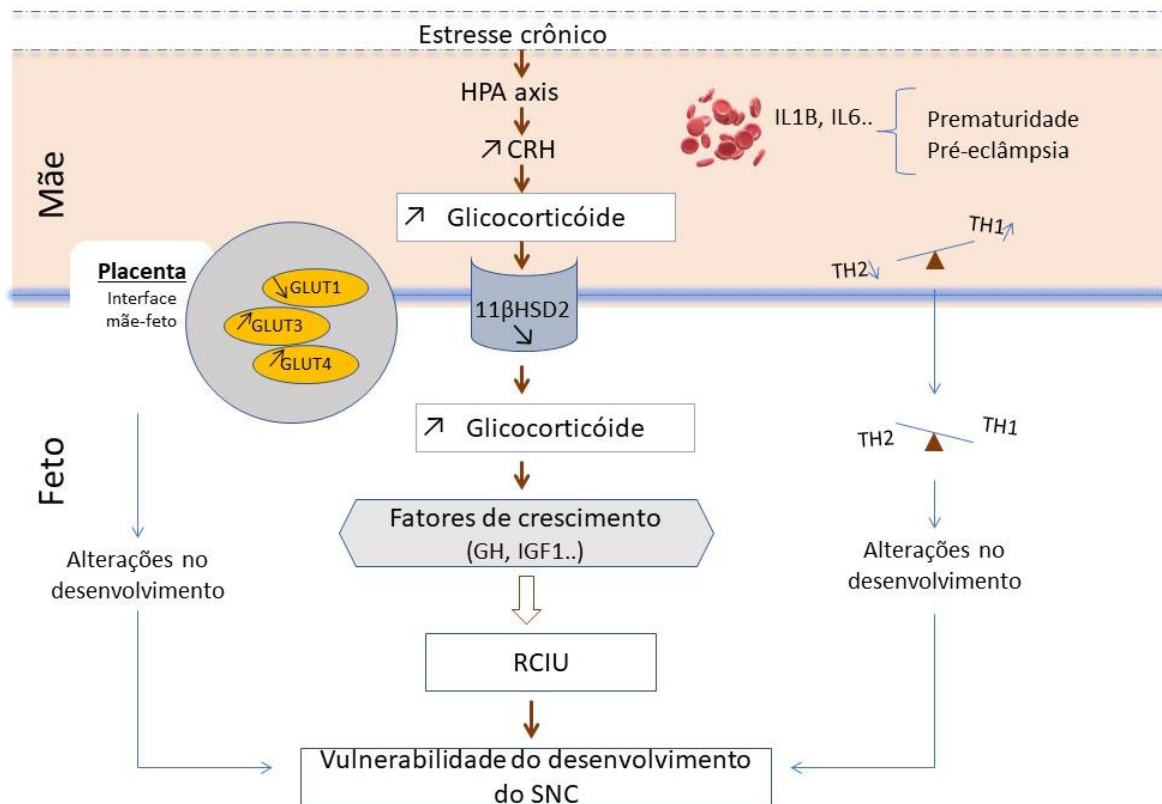 Estresse crônico
HPA axis
↗ CRH
↗ Glicocorticóide
IL1B, IL6..
Prematuridade
Pré-eclâmpsia
Mãe
TH1↗
TH2↘
Placenta
Interface
mãe-feto
↘GLUT1
↗GLUT3
↗GLUT4
11βHSD2
↘
↗ Glicocorticóide
TH2
TH1
Feto
Fatores de crescimento
(GH, IGF1..)
Alterações no
desenvolvimento
Alterações no
desenvolvimento
RCIU
Vulnerabilidade do desenvolvimento
do SNC